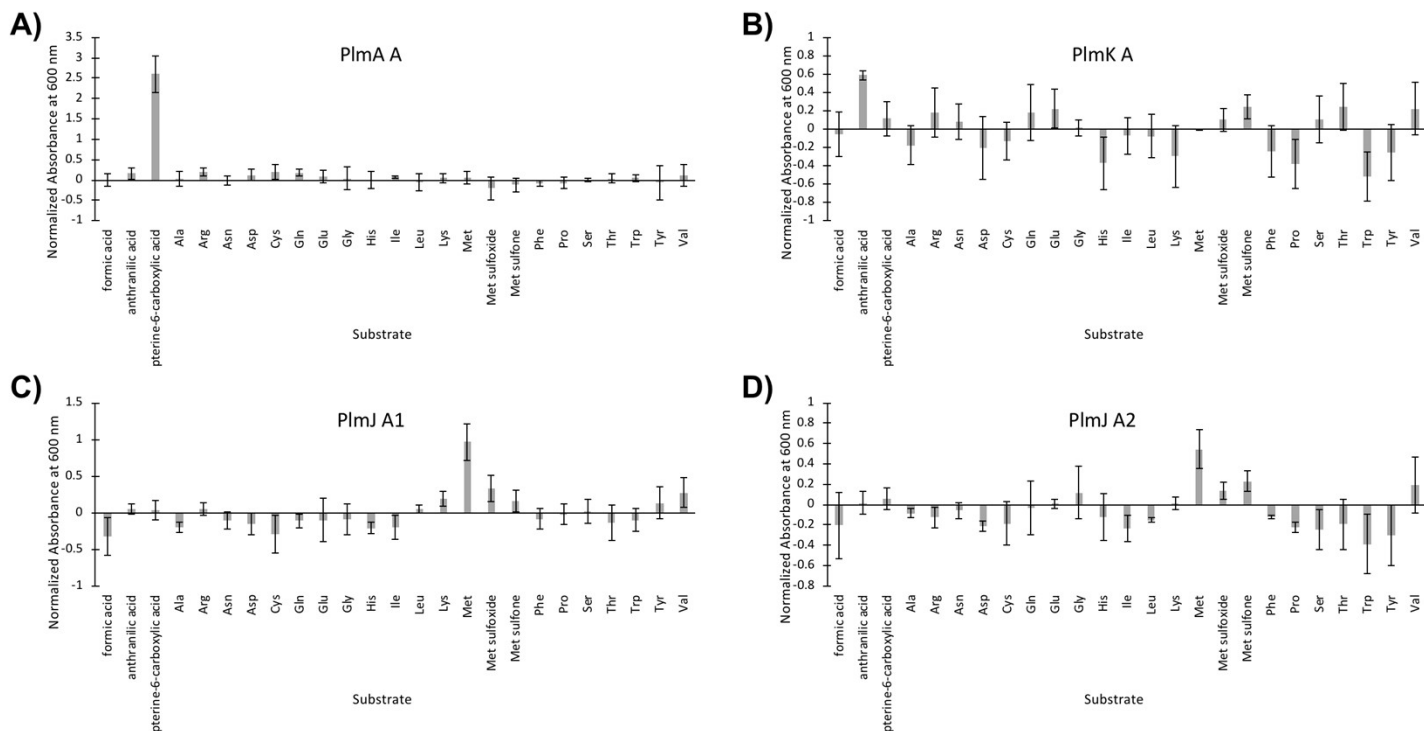 A)
PlmA A
Normalized Absorbance at 600 nm
3.5
3
2.5
2
1.5
1
0.5
0
-0.5
-1
formic acid
anthranilic acid
pterine-6-carboxylic acid
Ala
Arg
Asn
Asp
Cys
Gln
Glu
Gly
His
Ile
Leu
Lys
Met
Met sulfoxide
Met sulfone
Phe
Pro
Ser
Thr
Trp
Tyr
Val
Substrate
B)
PlmK A
Normalized Absorbance at 600 nm
1
0.8
0.6
0.4
0.2
0
-0.2
-0.4
-0.6
-0.8
-1
formic acid
anthranilic acid
pterine-6-carboxylic acid
Ala
Arg
Asn
Asp
Cys
Gln
Glu
Gly
His
Ile
Leu
Lys
Met
Met sulfoxide
Met sulfone
Phe
Pro
Ser
Thr
Trp
Tyr
Val
Substrate
C)
PlmJ A1
Normalized Absorbance at 600 nm
1.5
1
0.5
0
-0.5
-1
formic acid
anthranilic acid
pterine-6-carboxylic acid
Ala
Arg
Asn
Asp
Cys
Gln
Glu
Gly
His
Ile
Leu
Lys
Met
Met sulfoxide
Met sulfone
Phe
Pro
Ser
Thr
Trp
Tyr
Val
Substrate
D)
PlmJ A2
Normalized Absorbance at 600 nm
1
0.8
0.6
0.4
0.2
0
-0.2
-0.4
-0.6
-0.8
formic acid
anthranilic acid
pterine-6-carboxylic acid
Ala
Arg
Asn
Asp
Cys
Gln
Glu
Gly
His
Ile
Leu
Lys
Met
Met sulfoxide
Met sulfone
Phe
Pro
Ser
Thr
Trp
Tyr
Val
Substrate